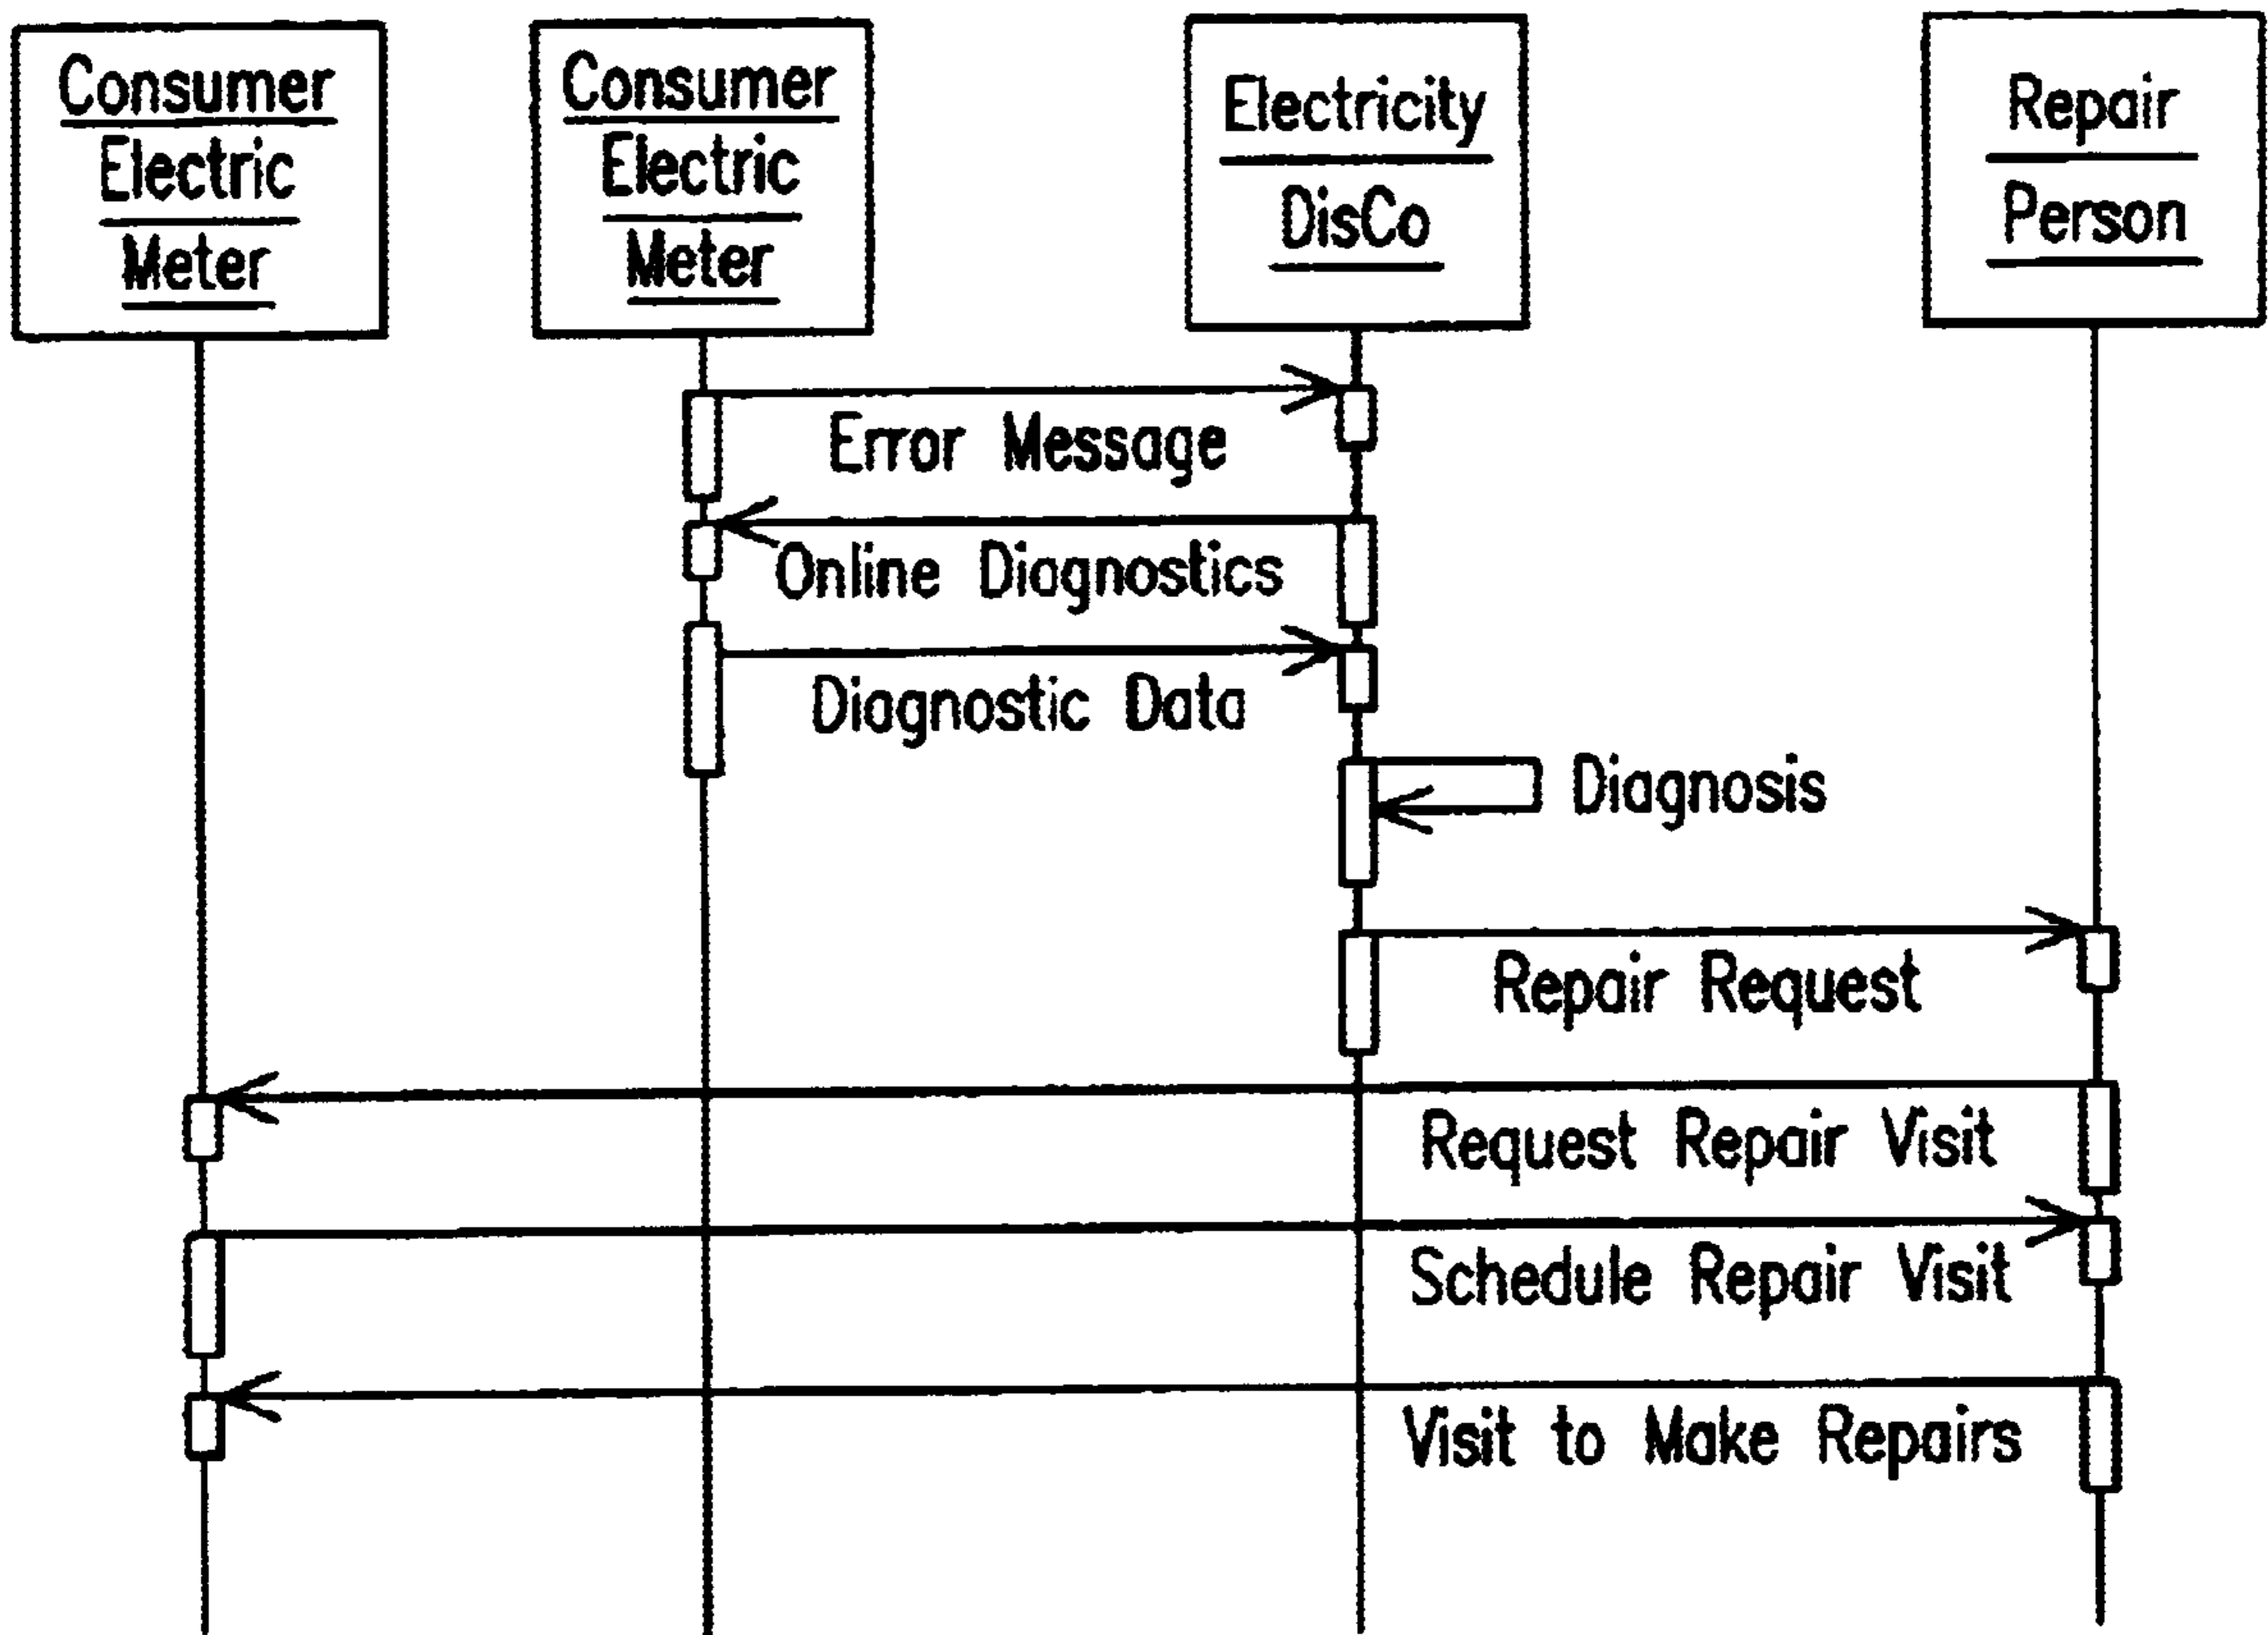 Consumer
Electric
Meter
Consumer
Electric
Meter
Electricity
DisCo
Repair
Person
Error Message
Online Diagnostics
Diagnostic Data
Diagnosis
Repair Request
Request Repair Visit
Schedule Repair Visit
Visit to Make Repairs